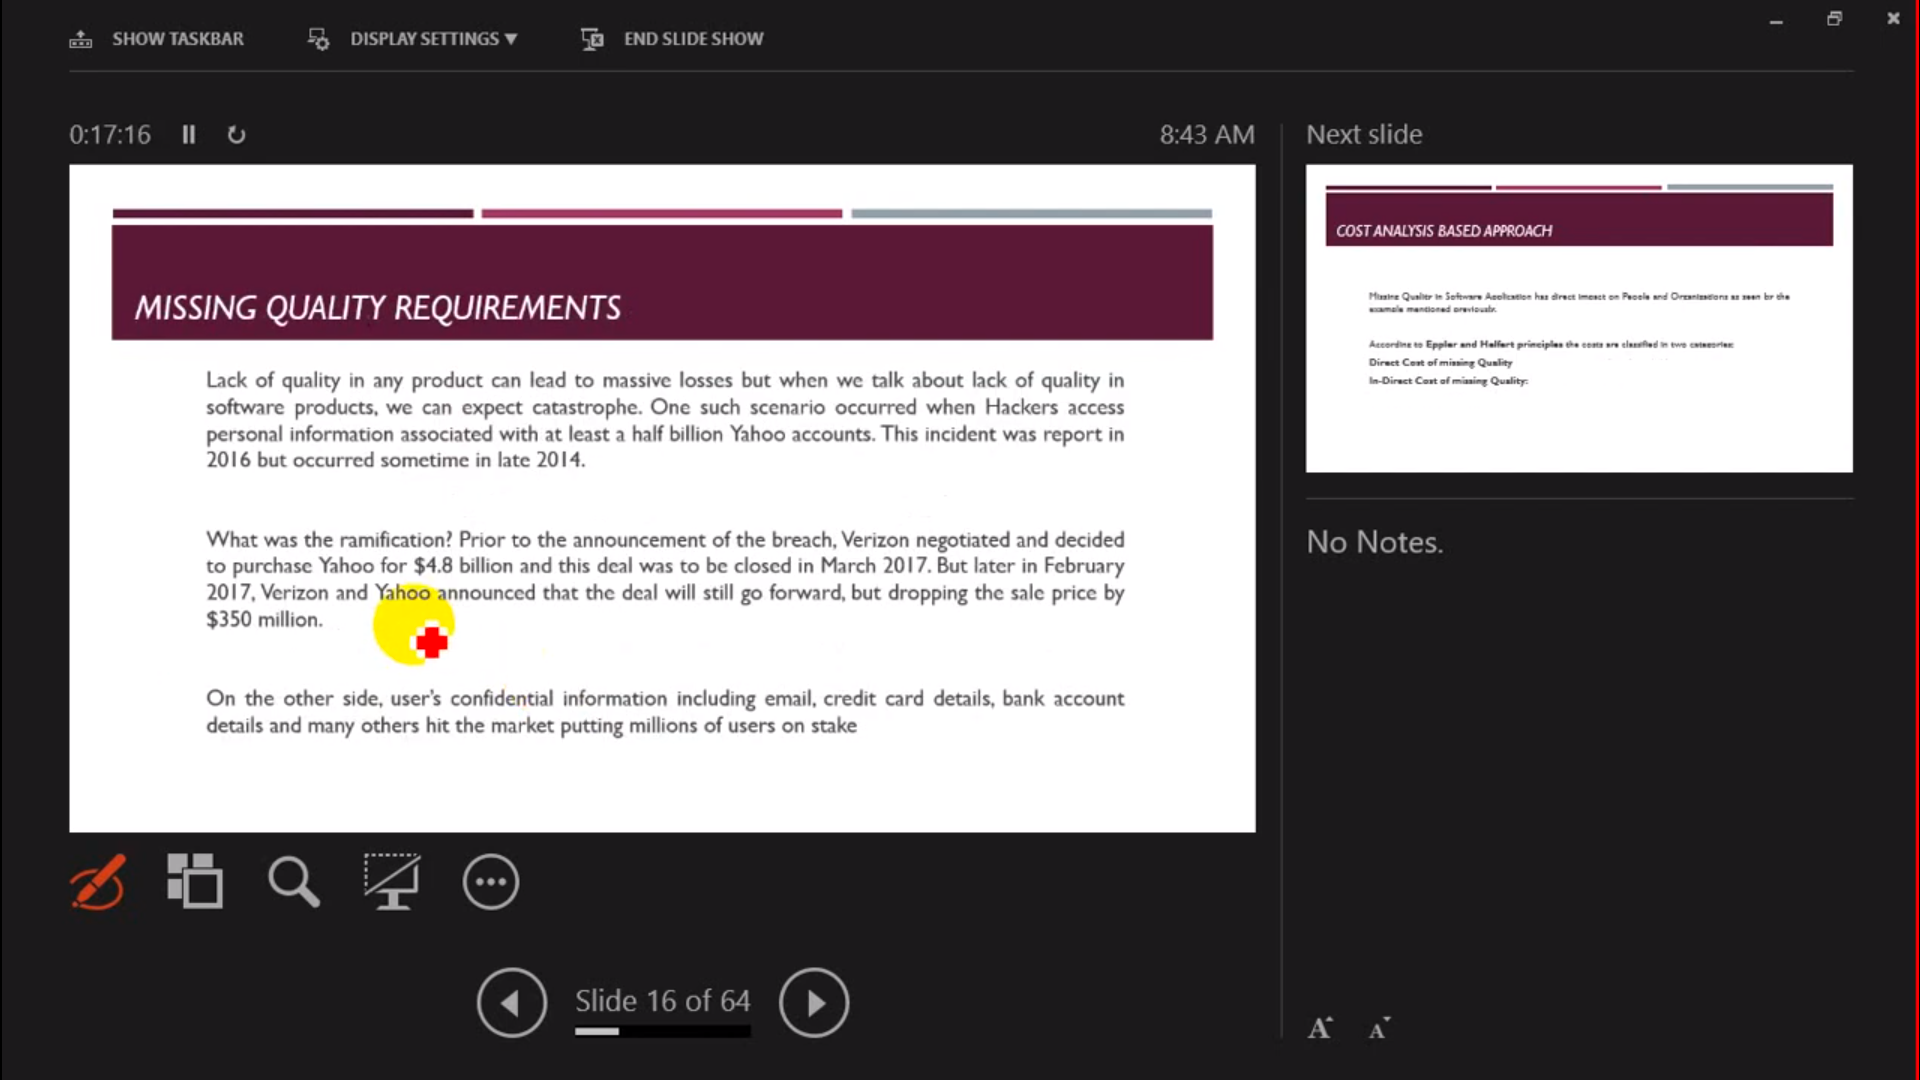 SHOW TASKBAR
DISPLAY SETTINGS
END SLIDE SHOW
0:17:16
8:43 AM
MISSING QUALITY REQUIREMENTS
Lack of quality in any product can lead to massive losses but when we talk about lack of quality in
software products, we can expect catastrophe. One such scenario occurred when Hackers access
personal information associated with at least a half billion Yahoo accounts. This incident was report in
2016 but occurred sometime in late 2014.
What was the ramification? Prior to the announcement of the breach, Verizon negotiated and decided
to purchase Yahoo for $4.8 billion and this deal was to be closed in March 2017. But later in February
2017, Verizon and Yahoo announced that the deal will still go forward, but dropping the sale price by
$350 million.
On the other side, user's confidential information including email, credit card details, bank account
details and many others hit the market putting millions of users on stake
Slide 16 of 64
Next slide
COST ANALYSIS BASED APPROACH
Missing Quality in Software Application has direct impact on People and Organizations as seen by the
example mentioned previously.
According to Eppler and Helfert principles the costs are classified in two categories:
Direct Cost of missing Quality
In-Direct Cost of missing Quality:
No Notes.
A A